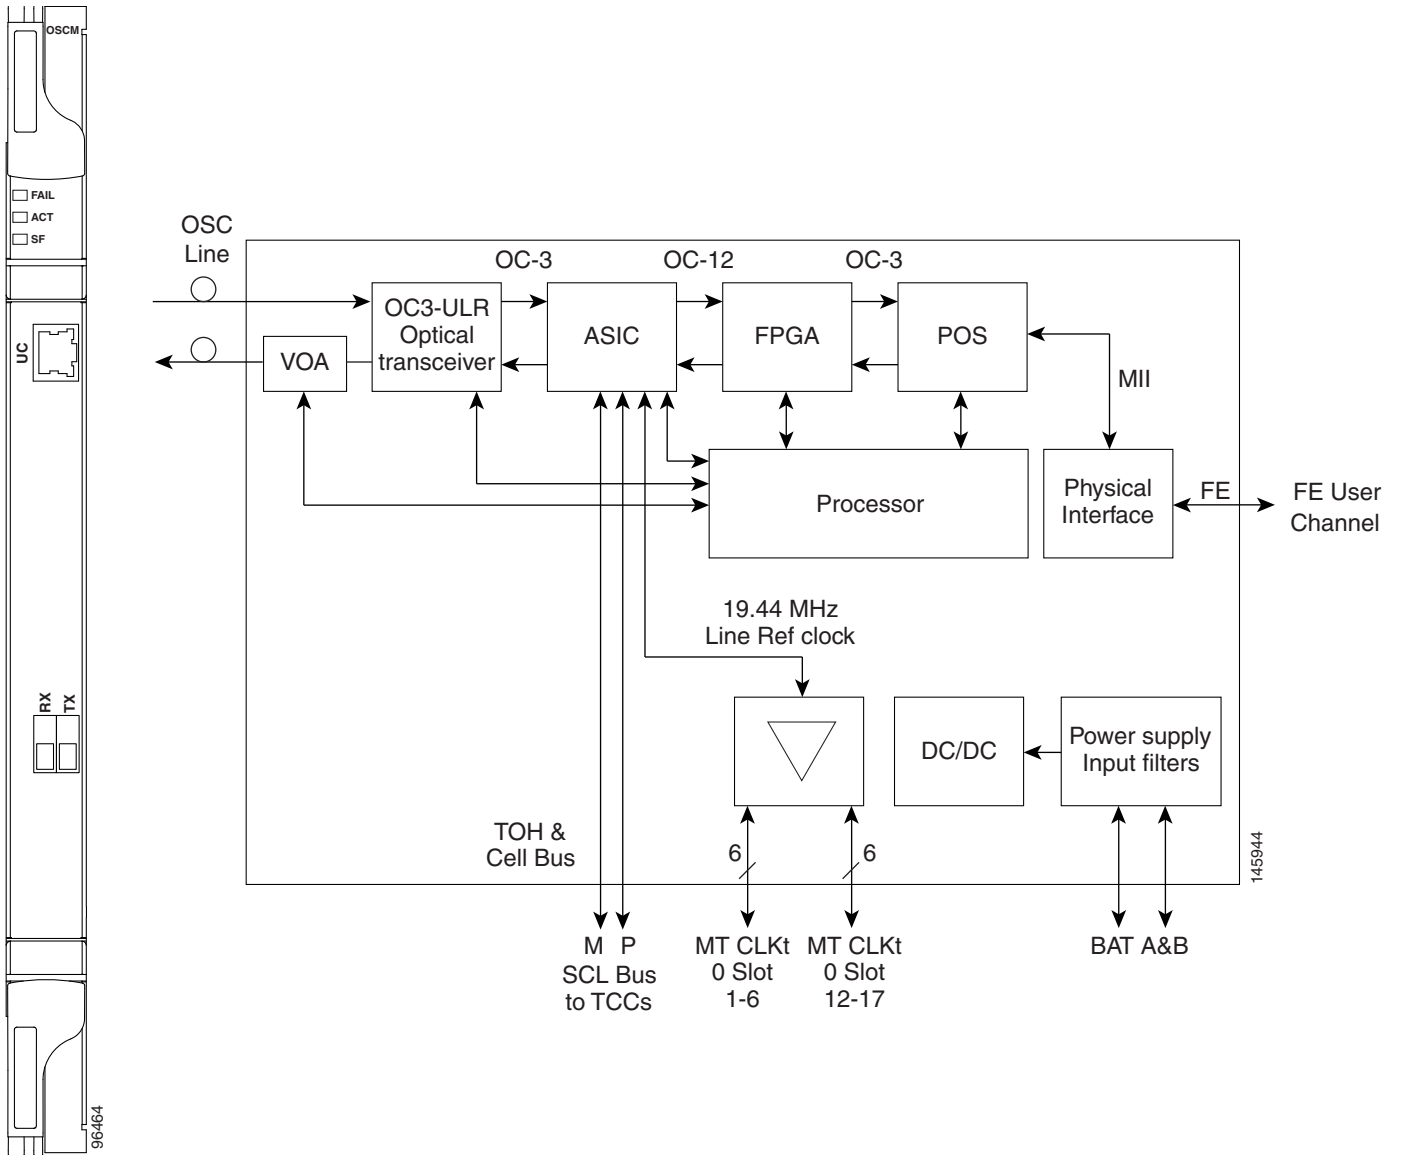 OSCM
FAIL
ACT
SF
UC
RX
TX
96464
OSC
Line
OC-3
OC-12
OC-3
OC3-ULR
Optical
transceiver
ASIC
FPGA
POS
VOA
MII
Processor
Physical
Interface
FE
FE User
Channel
19.44 MHz
Line Ref clock
DC/DC
Power supply
Input filters
TOH &
Cell Bus
6
6
145944
M P
SCL Bus
to TCCs
MT CLKt
0 Slot
1-6
MT CLKt
0 Slot
12-17
BAT A&B